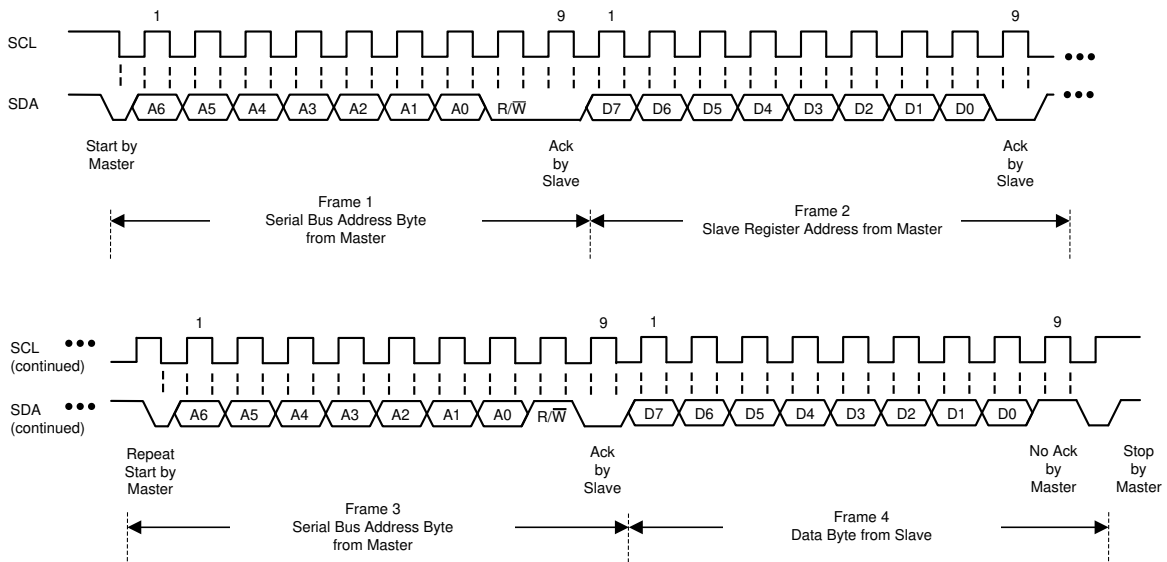 1 9 1 9
SCL
SDA A6 A5 A4 A3 A2 A1 A0 R/W̅ D7 D6 D5 D4 D3 D2 D1 D0
Start by
Master
Ack
by
Slave
Ack
by
Slave
Frame 1
Serial Bus Address Byte
from Master
Frame 2
Slave Register Address from Master
1 9 1 9
SCL
(continued)
SDA
(continued)
A6 A5 A4 A3 A2 A1 A0 R/W̅ D7 D6 D5 D4 D3 D2 D1 D0
Repeat
Start by
Master
Ack
by
Slave
No Ack
by
Master
Stop
by
Master
Frame 3
Serial Bus Address Byte
from Master
Frame 4
Data Byte from Slave